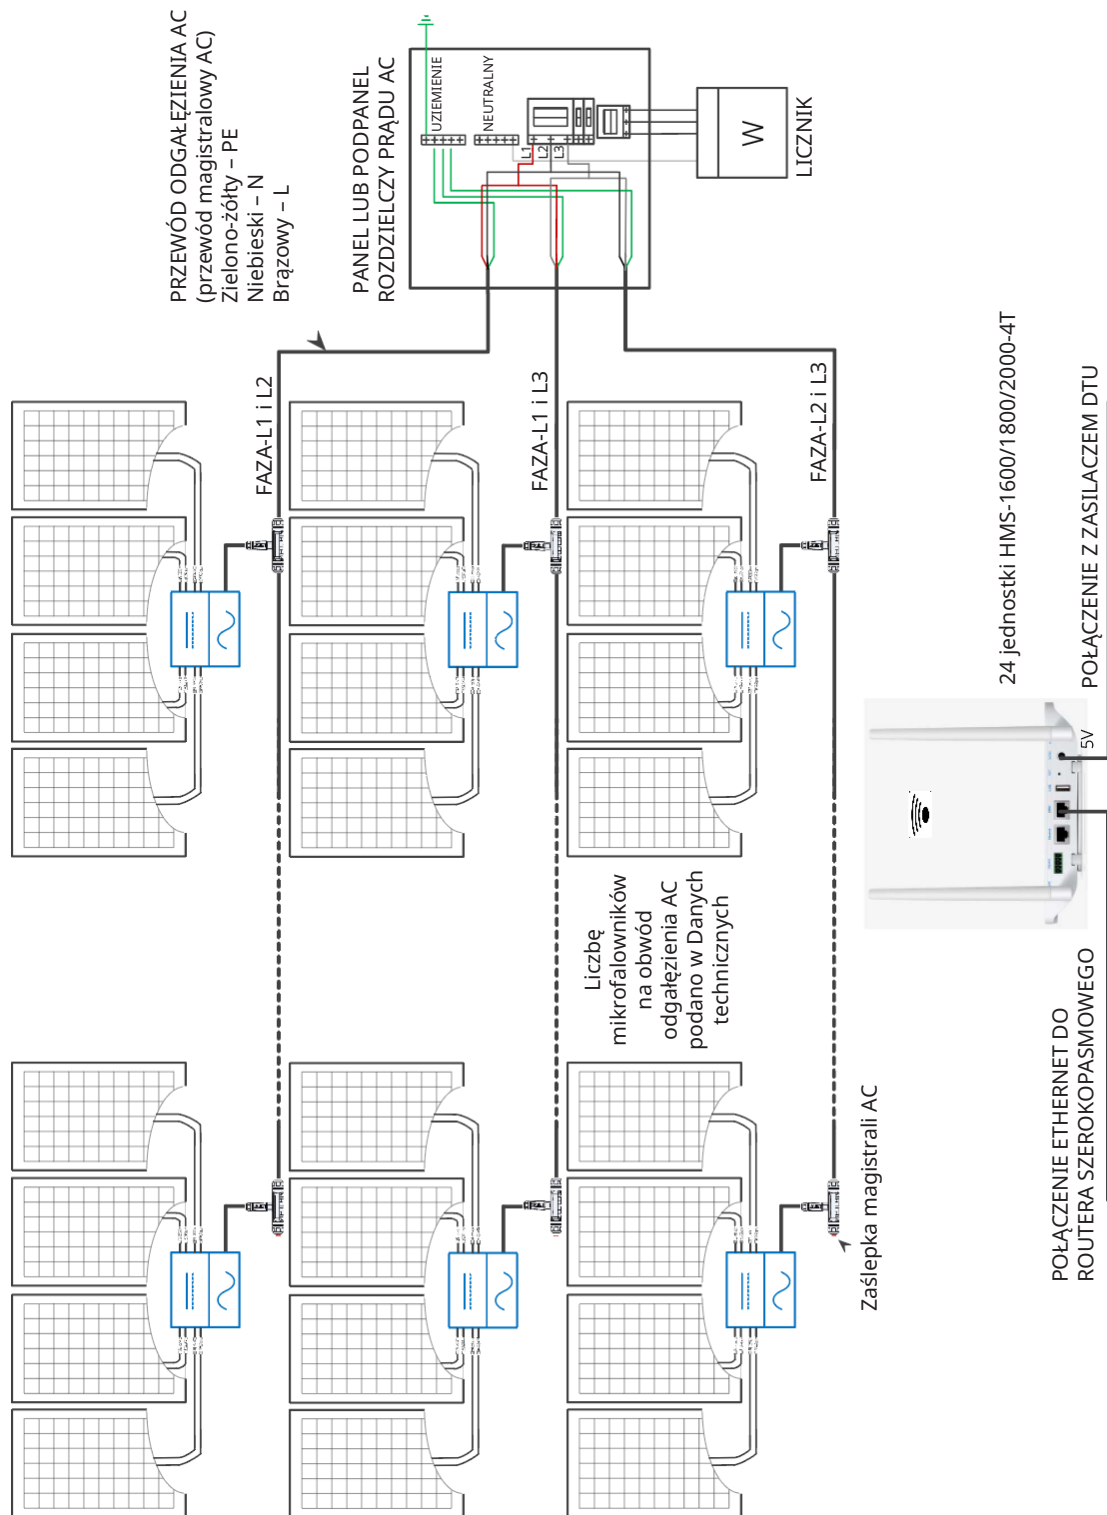 PRZEWÓD ODGAŁĘZIENIA AC
(przewód magistralowy AC)
Zielono-żółty – PE
Niebieski – N
Brązowy – L
PANEL LUB PODPANEL
ROZDZIELCZY PRĄDU AC
UZIEMIENIE
NEUTRALNY
L1
L2
L3
W
LICZNIK
FAZA-L1 i L2
FAZA-L1 i L3
FAZA-L2 i L3
Liczbę
mikrofalowników
na obwód
odgałęzienia AC
podano w Danych
technicznych
Zaślepka magistrali AC
24 jednostki HMS-1600/1800/2000-4T
POŁĄCZENIE Z ZASILACZEM DTU
5V
POŁĄCZENIE ETHERNET DO
ROUTERA SZEROKOPASMOWEGO